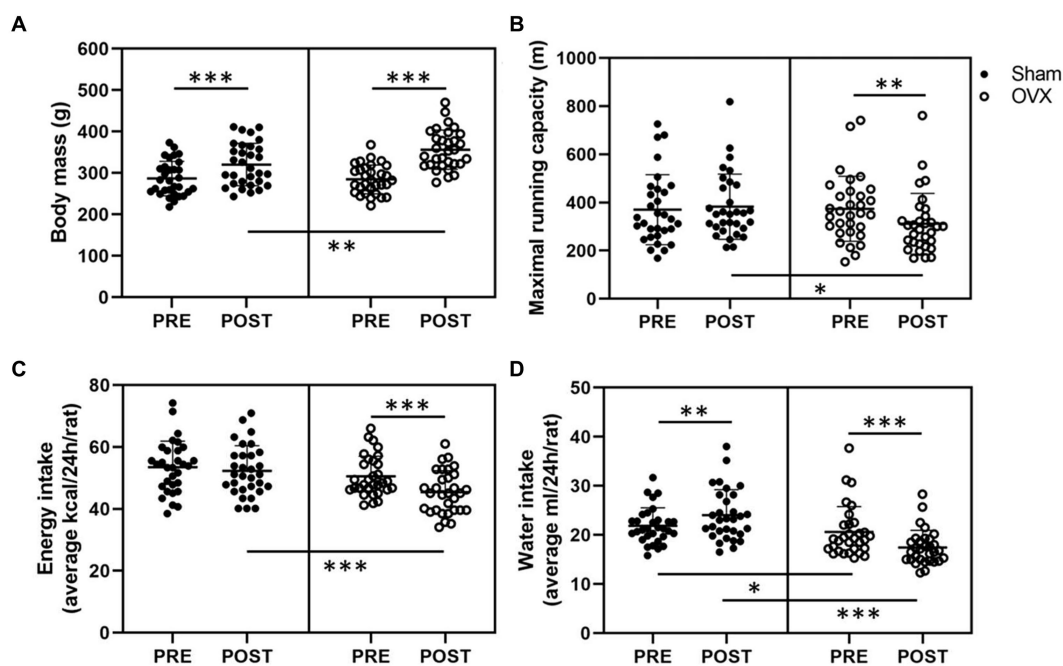 A
Body mass (g)
600
500
400
300
200
100
0
***
***
**
PRE
POST
PRE
POST
B
Maximal running capacity (m)
1000
800
600
400
200
0
**
*
PRE
POST
PRE
POST
Sham
OVX
C
Energy intake
(average kcal/24h/rat)
80
60
40
20
0
***
***
PRE
POST
PRE
POST
D
Water intake
(average ml/24h/rat)
50
40
30
20
10
0
**
***
*
***
PRE
POST
PRE
POST